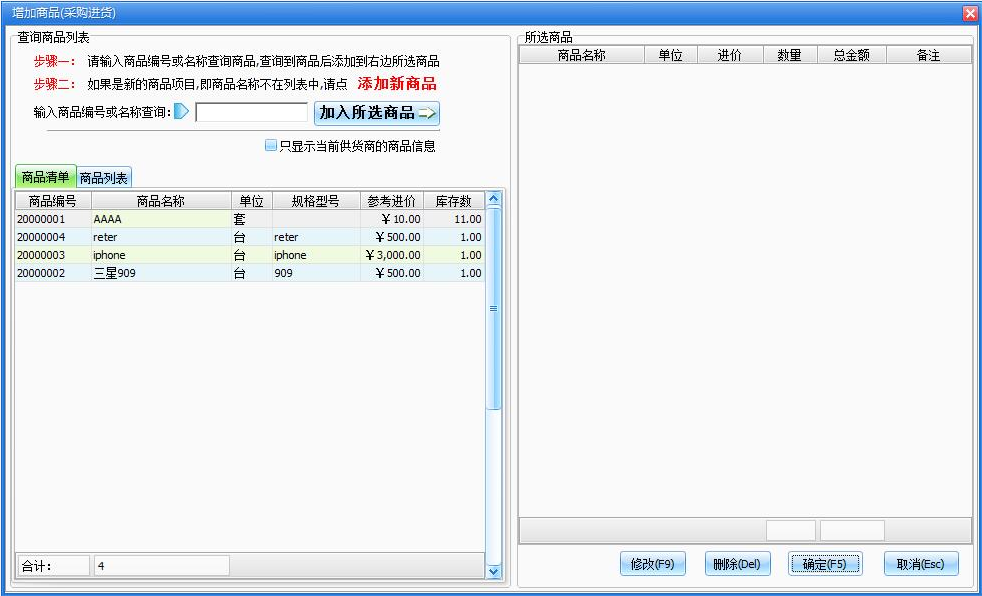 增加商品(采购进货)
查询商品列表
步骤一： 请输入商品编号或名称查询商品,查询到商品后添加到右边所选商品
步骤二： 如果是新的商品项目,即商品名称不在列表中,请点 添加新商品
输入商品编号或名称查询: 加入所选商品
只显示当前供货商的商品信息
商品清单 商品列表
商品编号 商品名称 单位 规格型号 参考进价 库存数
20000001 AAAA 套 ￥10.00 11.00
20000004 reter 台 reter ￥500.00 1.00
20000003 iphone 台 iphone ￥3,000.00 1.00
20000002 三星909 台 909 ￥500.00 1.00
合计: 4
所选商品
商品名称 单位 进价 数量 总金额 备注
修改(F9) 删除(Del) 确定(F5) 取消(Esc)